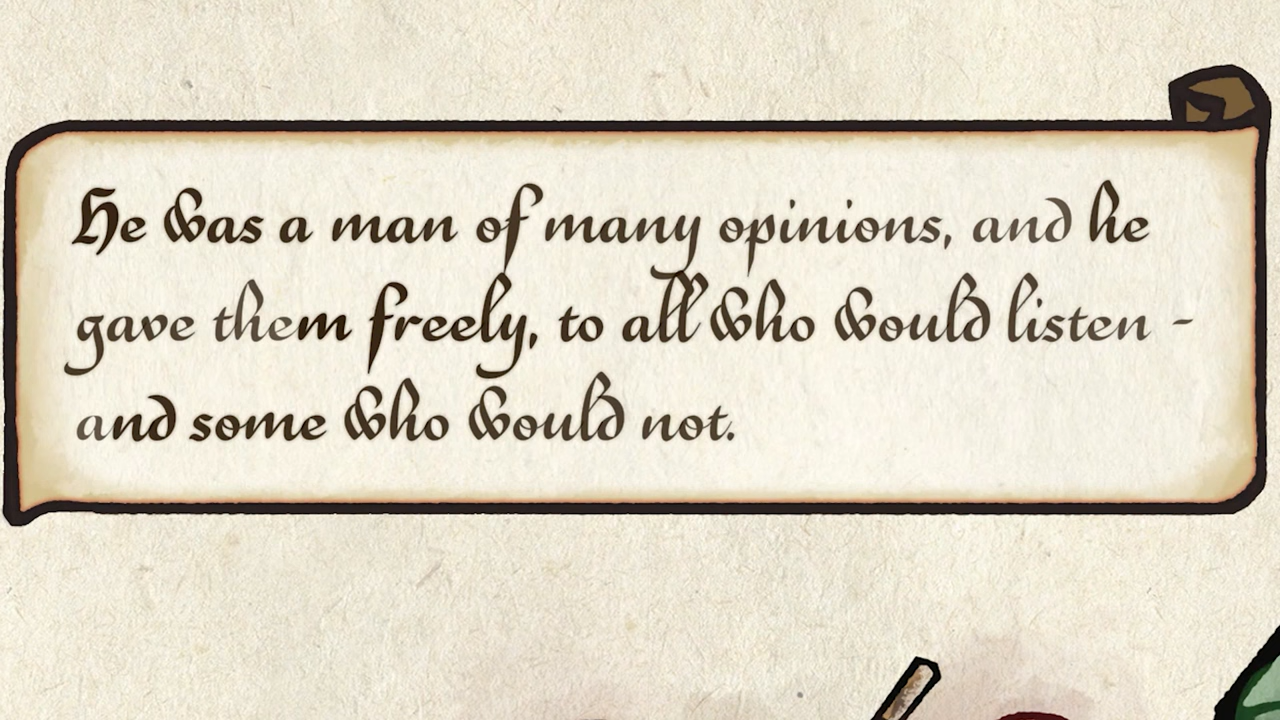 He was a man of many opinions, and he
gave them freely, to all who would listen -
and some who would not.